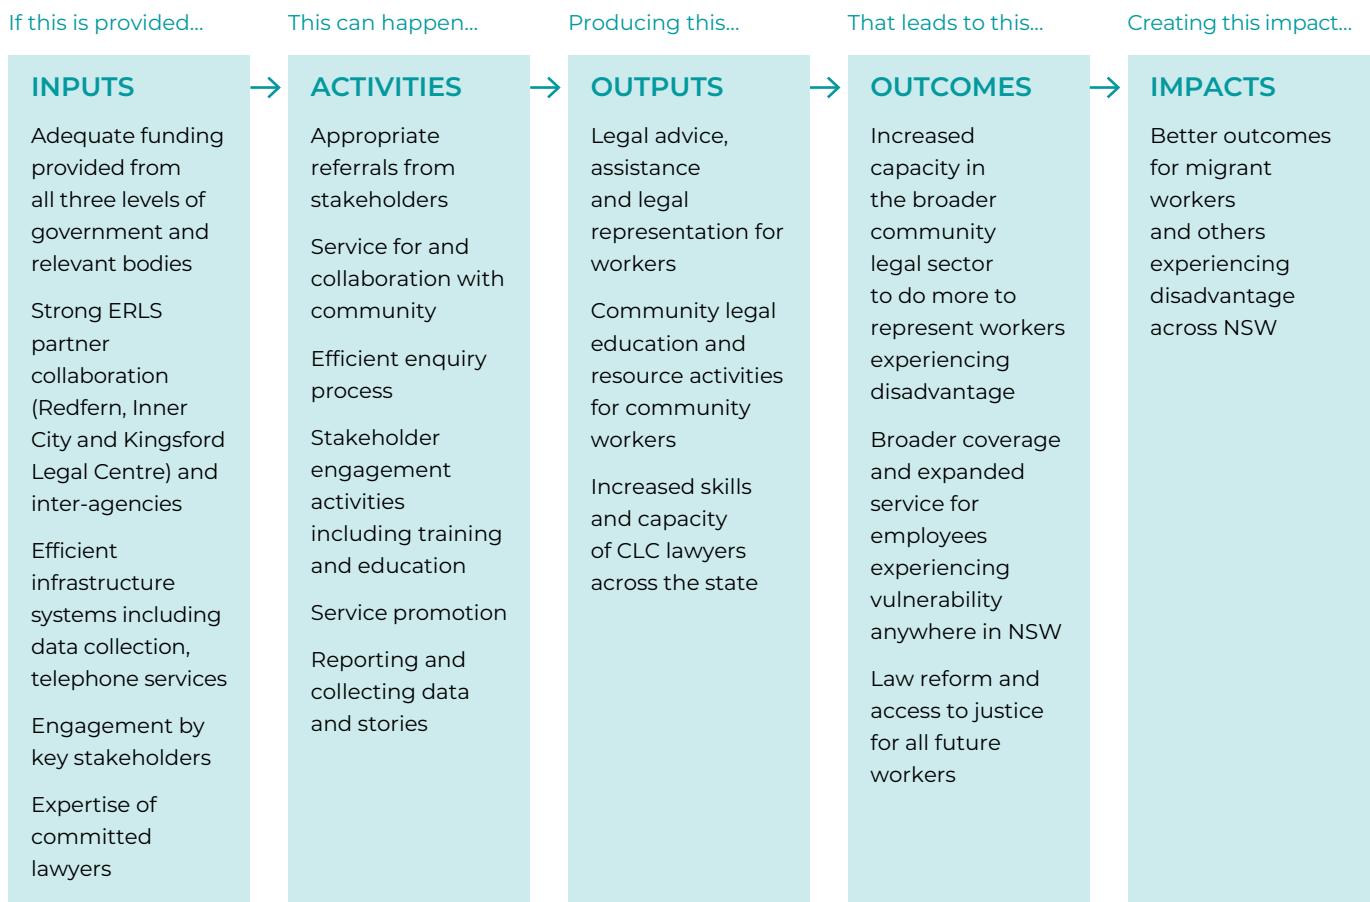 If this is provided...
INPUTS
Adequate funding
provided from
all three levels of
government and
relevant bodies
Strong ERLS
partner
collaboration
(Redfern, Inner
City and Kingsford
Legal Centre) and
inter-agencies
Efficient
infrastructure
systems including
data collection,
telephone services
Engagement by
key stakeholders
Expertise of
committed
lawyers
This can happen...
ACTIVITIES
Appropriate
referrals from
stakeholders
Service for and
collaboration with
community
Efficient enquiry
process
Stakeholder
engagement
activities
including training
and education
Service promotion
Reporting and
collecting data
and stories
Producing this...
OUTPUTS
Legal advice,
assistance
and legal
representation for
workers
Community legal
education and
resource activities
for community
workers
Increased skills
and capacity
of CLC lawyers
across the state
That leads to this...
OUTCOMES
Increased
capacity in
the broader
community
legal sector
to do more to
represent workers
experiencing
disadvantage
Broader coverage
and expanded
service for
employees
experiencing
vulnerability
anywhere in NSW
Law reform and
access to justice
for all future
workers
Creating this impact...
IMPACTS
Better outcomes
for migrant
workers
and others
experiencing
disadvantage
across NSW